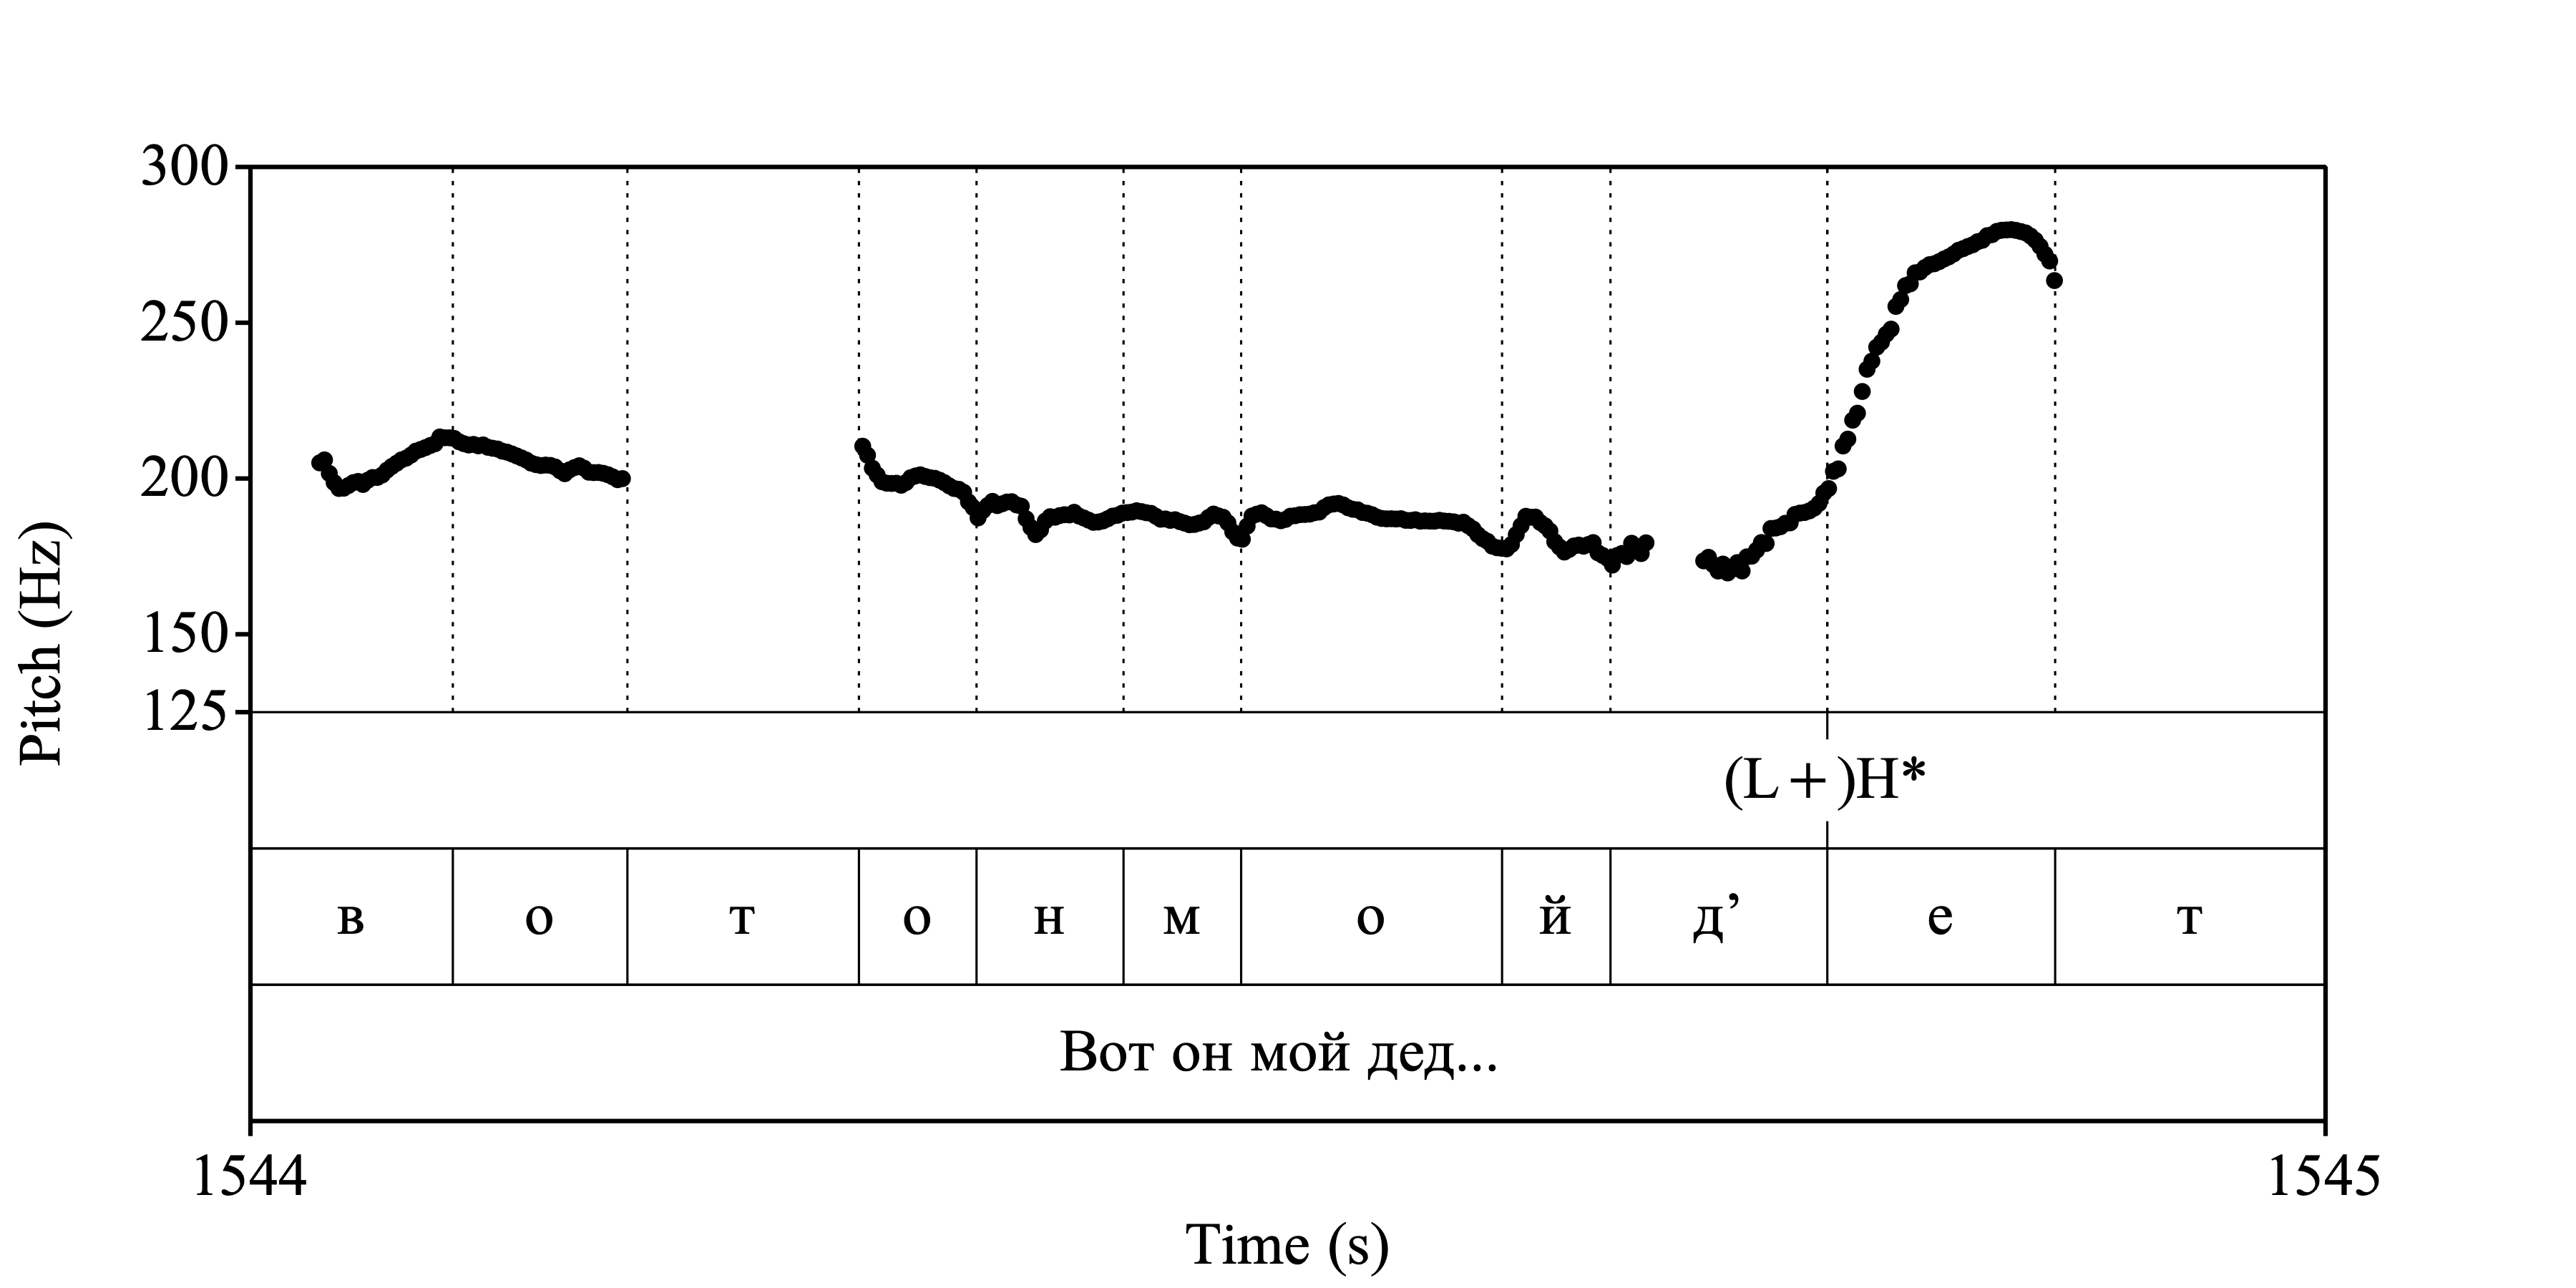 300
250
200
150
125
Pitch (Hz)
(L+)H*
в о т о н м о й д’ е т
Вот он мой дед...
1544 1545
Time (s)